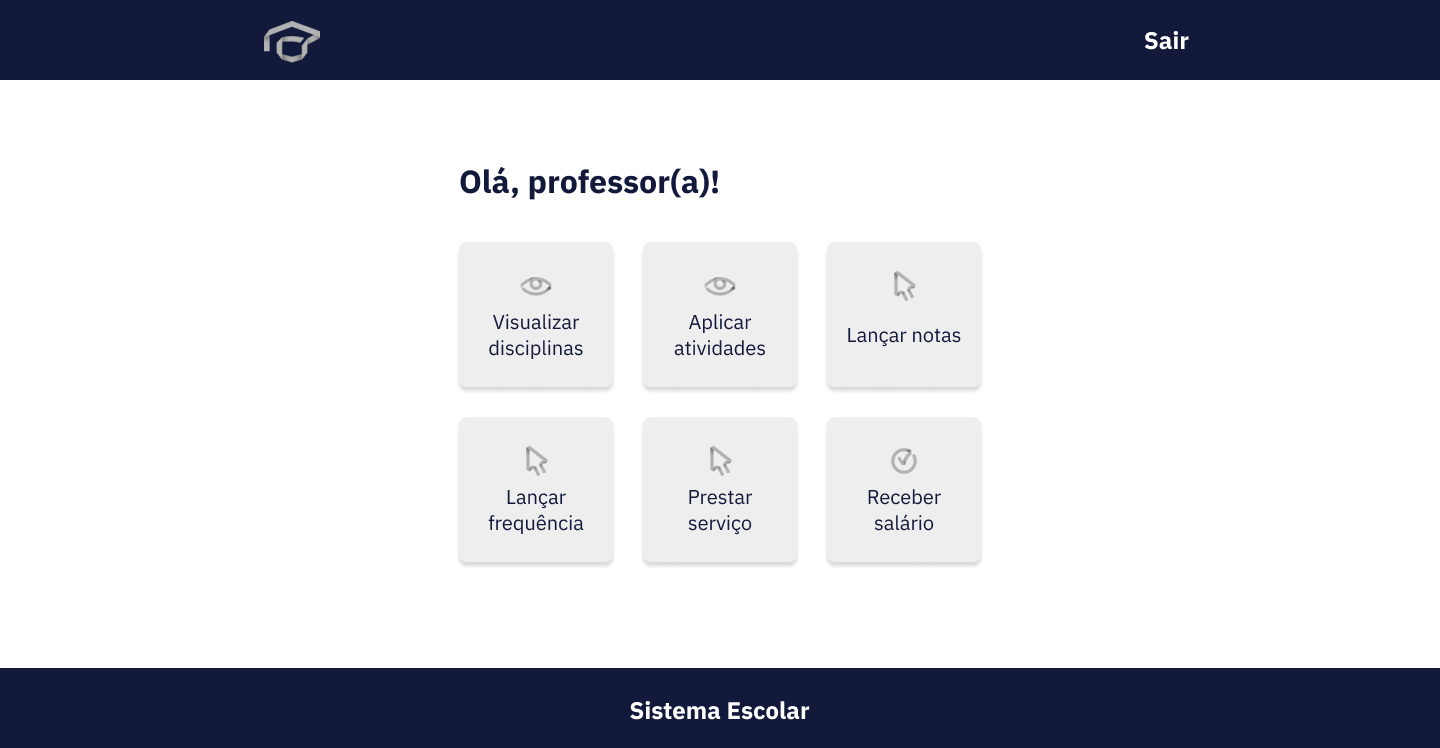 Sair
Olá, professor(a)!
Visualizar
disciplinas
Aplicar
atividades
Lançar notas
Lançar
frequência
Prestar
serviço
Receber
salário
Sistema Escolar